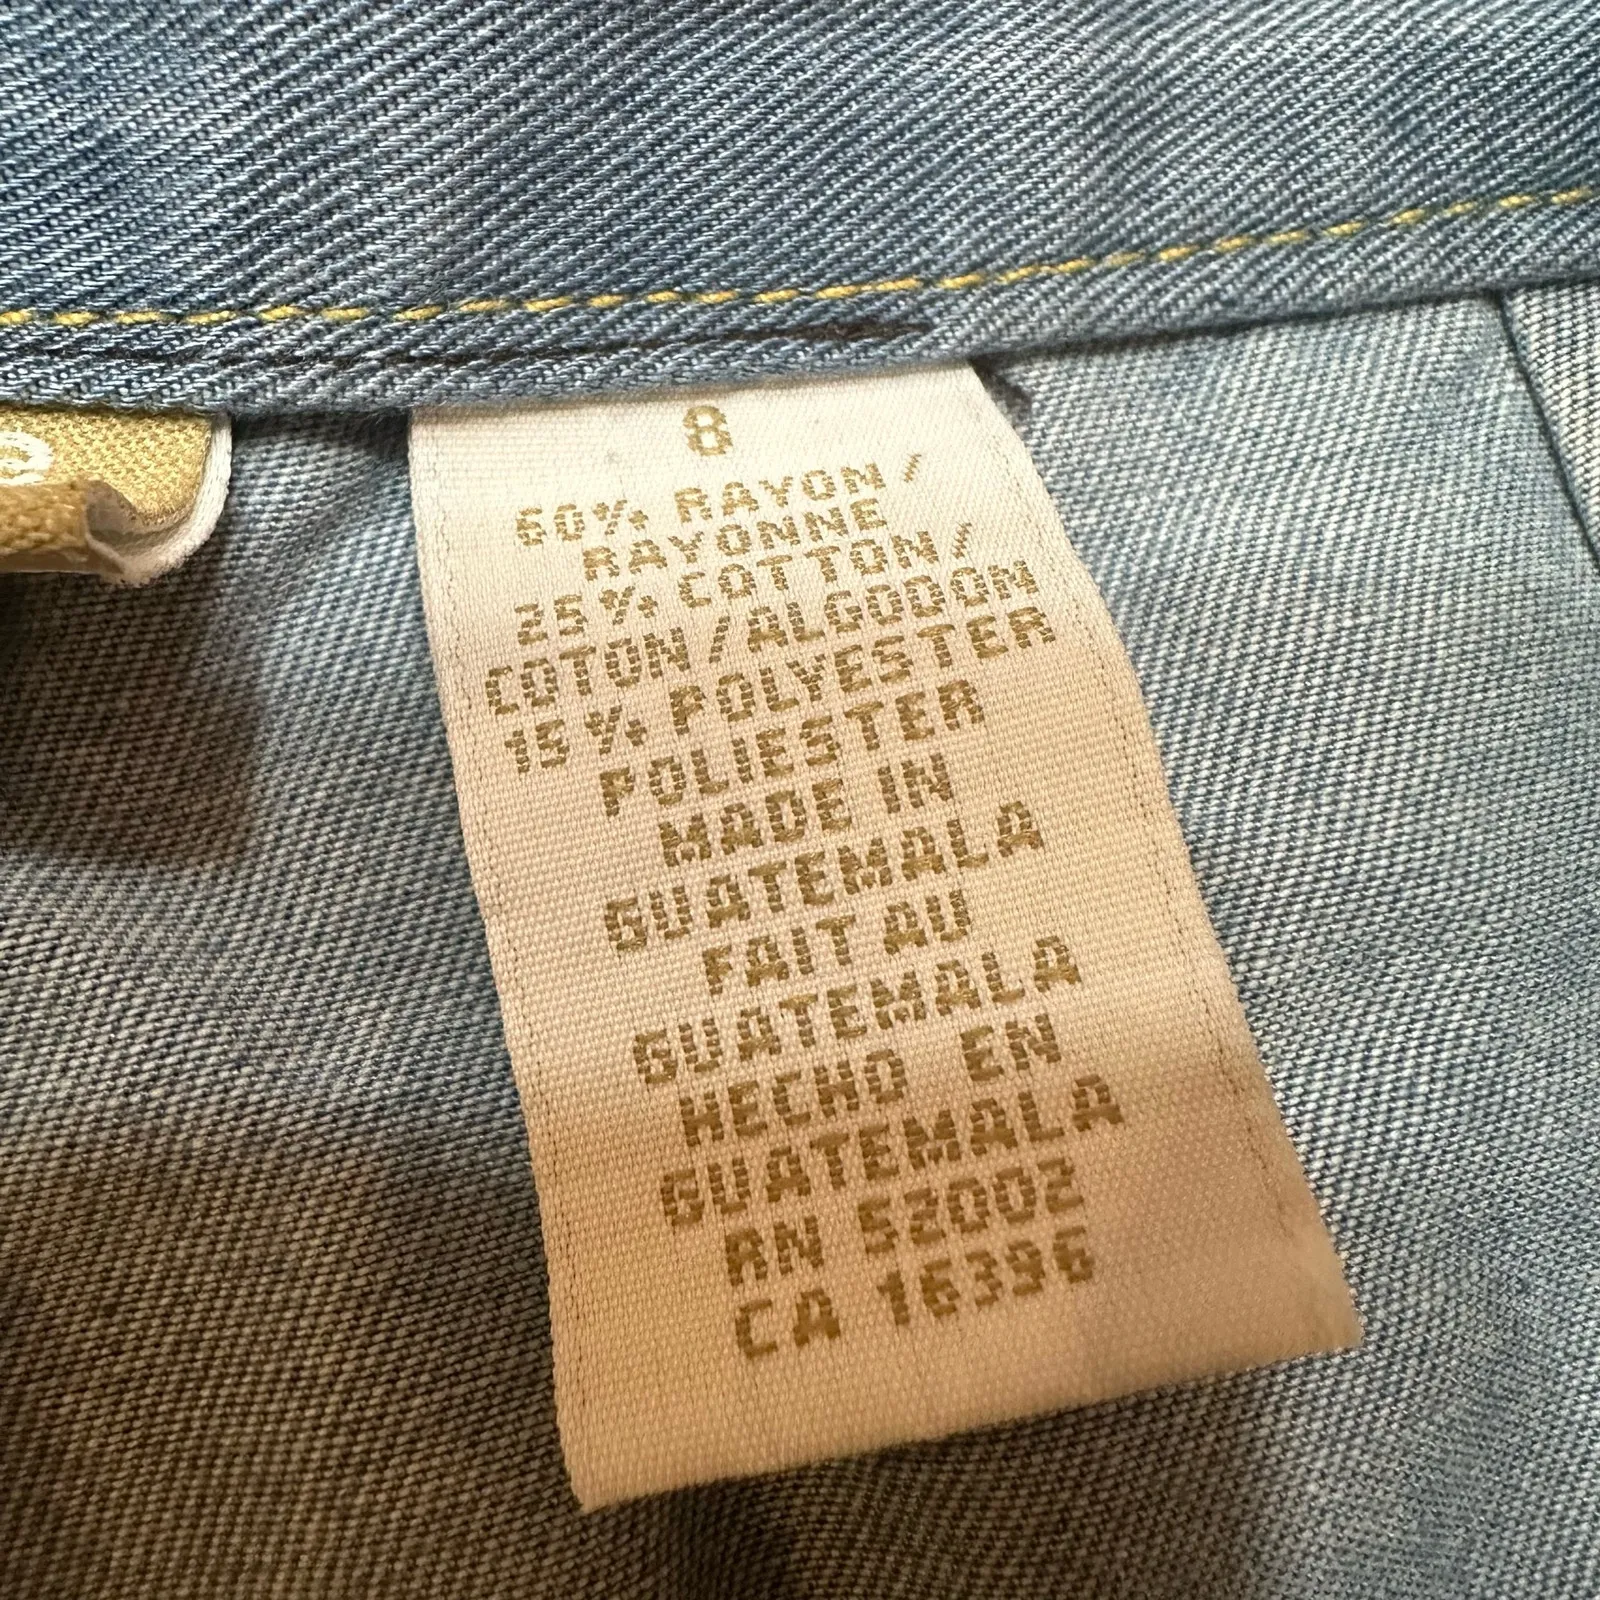 8
60% RAYON/
RAYONNE
25% COTTON/
COTON/ALGODON
15% POLYESTER
POLIESTER
MADE IN
GUATEMALA
FAIT AU
GUATEMALA
HECHO EN
GUATEMALA
RN 52002
CA 16396